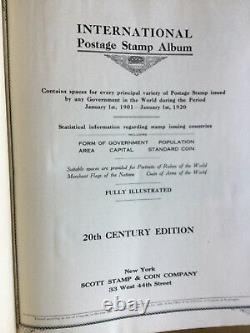 INTERNATIONAL
Postage Stamp Album
Contains spaces for every principal variety of Postage Stamp issued
by any Government in the World during the Period
January 1st, 1901—January 1st, 1920
Statistical information regarding stamp issuing countries
INCLUDING
FORM OF GOVERNMENT POPULATION
AREA CAPITAL STANDARD COIN
Suitable spaces are provided for Portraits of Rulers of the World
Merchant Flags of the Nations Coats of Arms of the World
FULLY ILLUSTRATED
20th CENTURY EDITION
New York
SCOTT STAMP & COIN COMPANY
33 West 44th Street